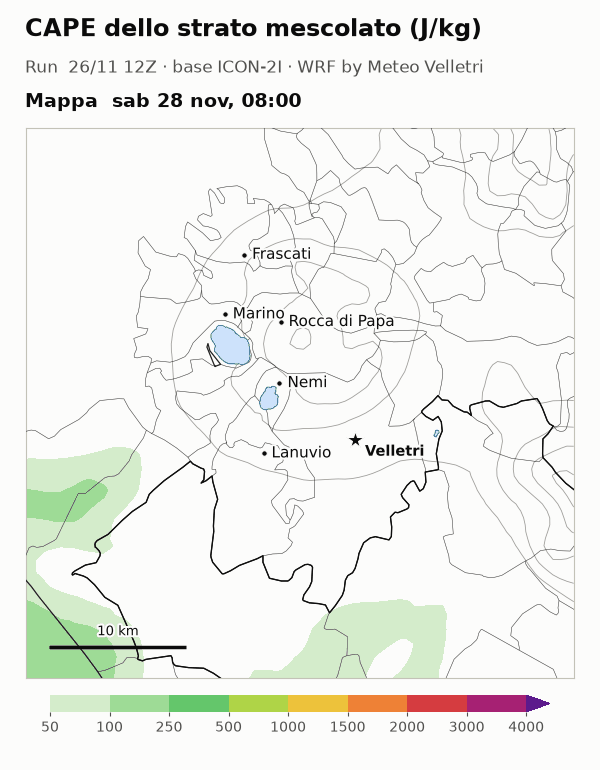 CAPE dello strato mescolato (J/kg)
Run  26/11 12Z · base ICON-2I · WRF by Meteo Velletri
Mappa  sab 28 nov, 08:00
Frascati
Marino
Rocca di Papa
Nemi
Velletri
Lanuvio
10 km
50 100 250 500 1000 1500 2000 3000 4000